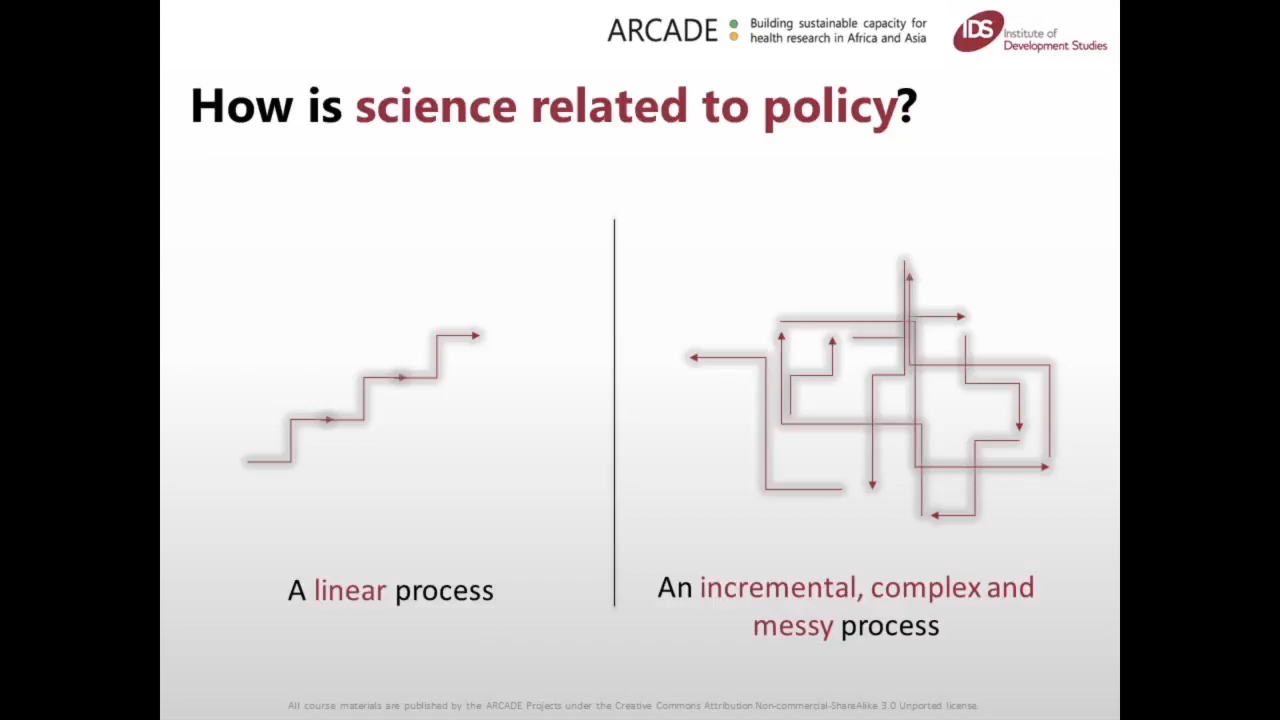 ARCADE
Building sustainable capacity for
health research in Africa and Asia
IDS
Institute of
Development Studies
How is science related to policy?
A linear process
An incremental, complex and
messy process
All course materials are published by the ARCADE Projects under the Creative Commons Attribution Non-commercial-ShareAlike 3.0 Unported license.